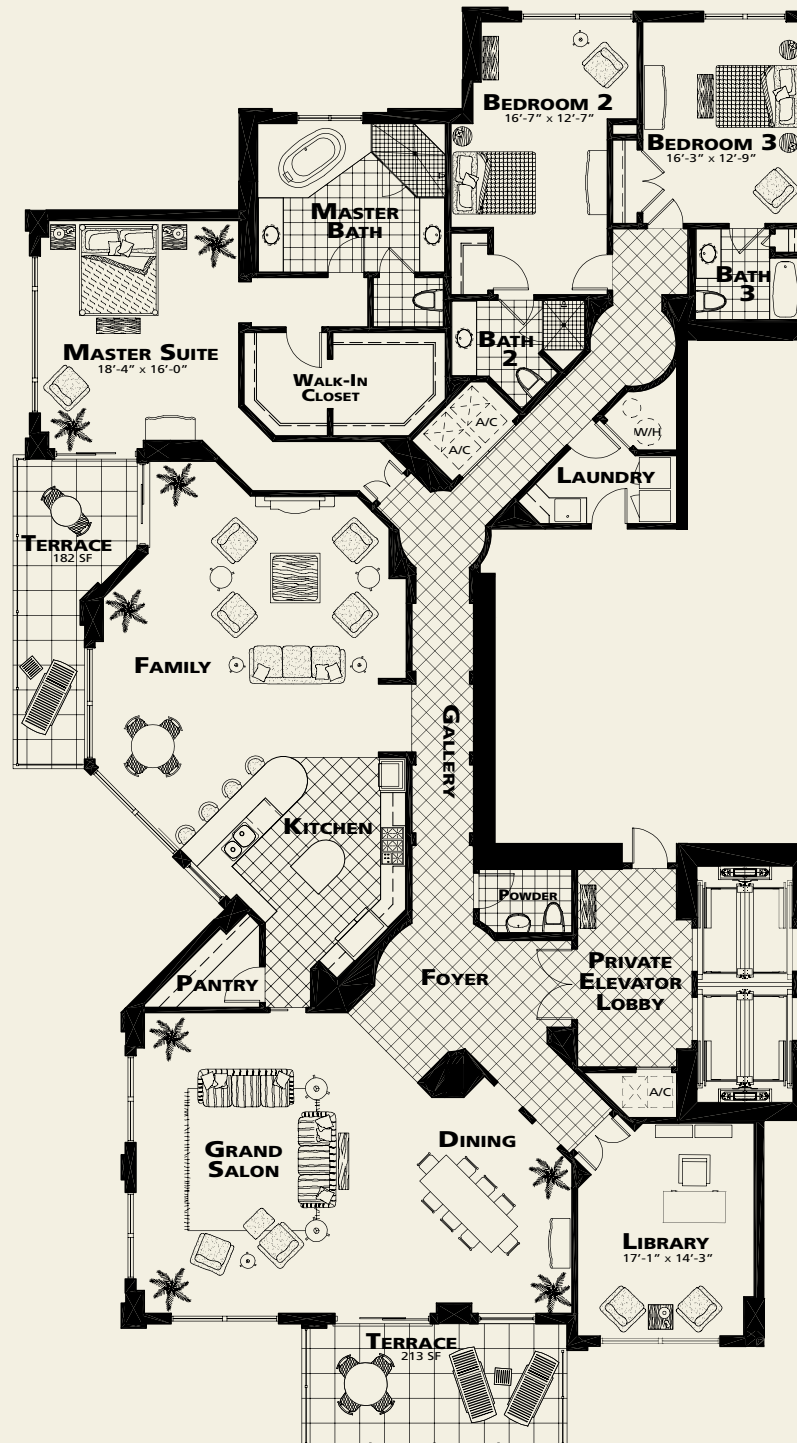 BEDROOM 2
16'-7" x 12'-7"
BEDROOM 3
16'-3" x 12'-9"
MASTER
BATH
BATH
3
MASTER SUITE
18'-4" x 16'-0"
BATH
2
WALK-IN
CLOSET
A/C
A/C
W/H
LAUNDRY
TERRACE
182 SF
FAMILY
GALLERY
KITCHEN
POWDER
PANTRY
FOYER
PRIVATE
ELEVATOR
LOBBY
A/C
GRAND
SALON
DINING
LIBRARY
17'-1" x 14'-3"
TERRACE
213 SF